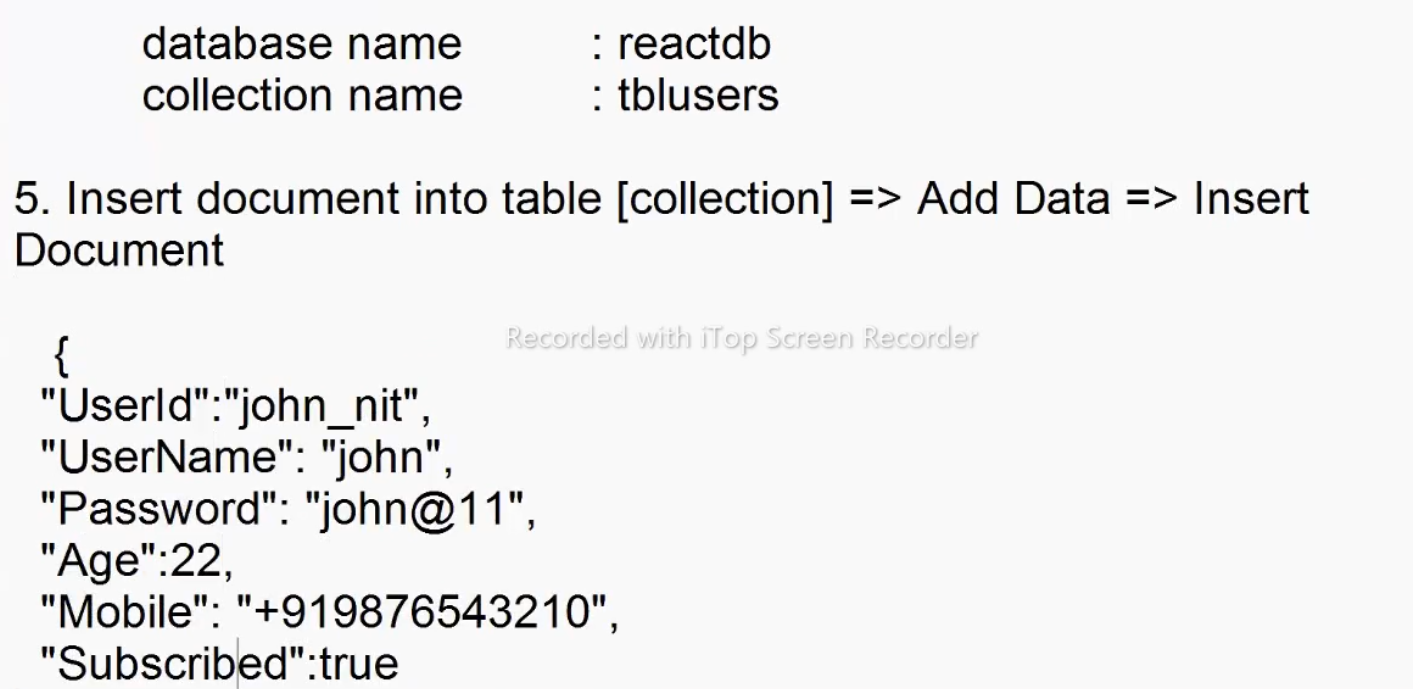 database name : reactdb
collection name : tblusers
5. Insert document into table [collection] => Add Data => Insert
Document
Recorded with iTop Screen Recorder
{
"UserId":"john_nit",
"UserName": "john",
"Password": "john@11",
"Age":22,
"Mobile": "+919876543210",
"Subscribed":true